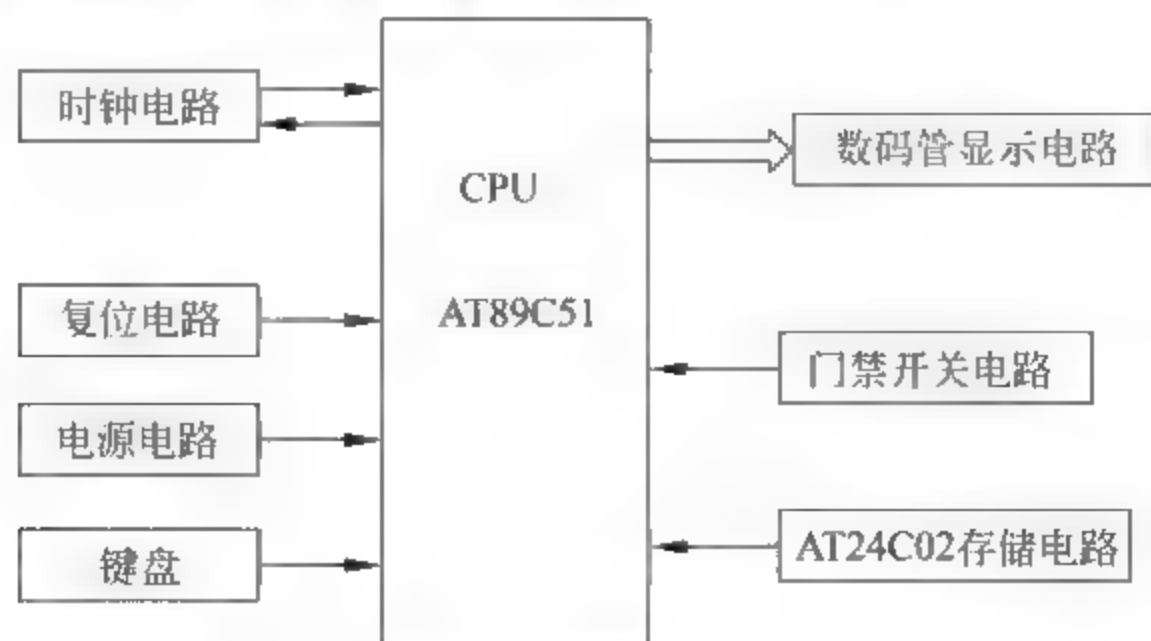 时钟电路
复位电路
电源电路
键盘
CPU
AT89C51
数码管显示电路
门禁开关电路
AT24C02存储电路